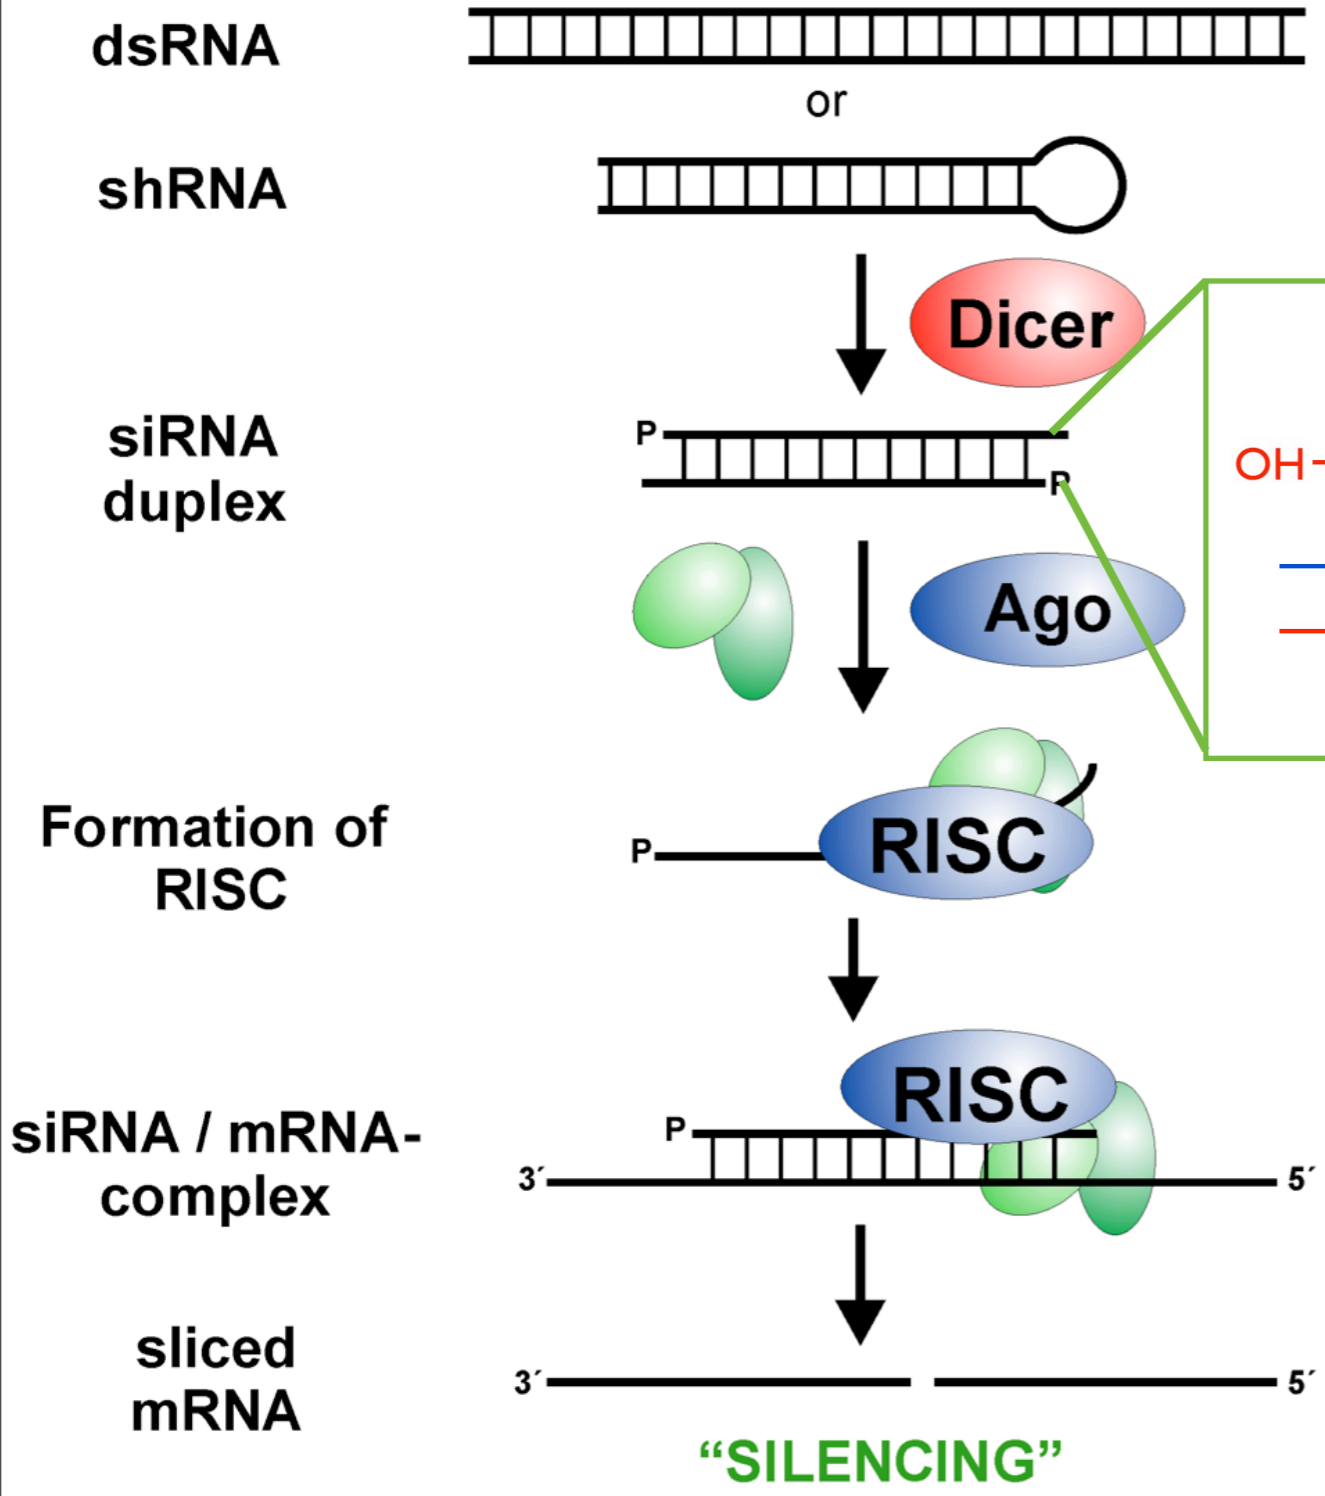 dsRNA
or
shRNA
Dicer
siRNA
duplex
P
P
OH
Ago
Formation of
RISC
P
RISC
RISC
siRNA / mRNA-
complex
P
3´
5´
sliced
mRNA
3´
5´
“SILENCING”